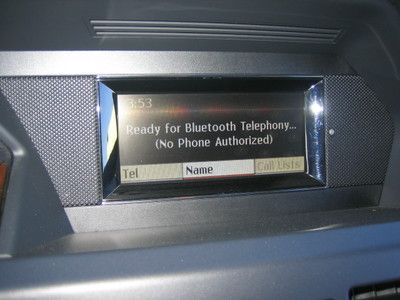 3:53
Ready for Bluetooth Telephony...
(No Phone Authorized)
Tel Name Call Lists